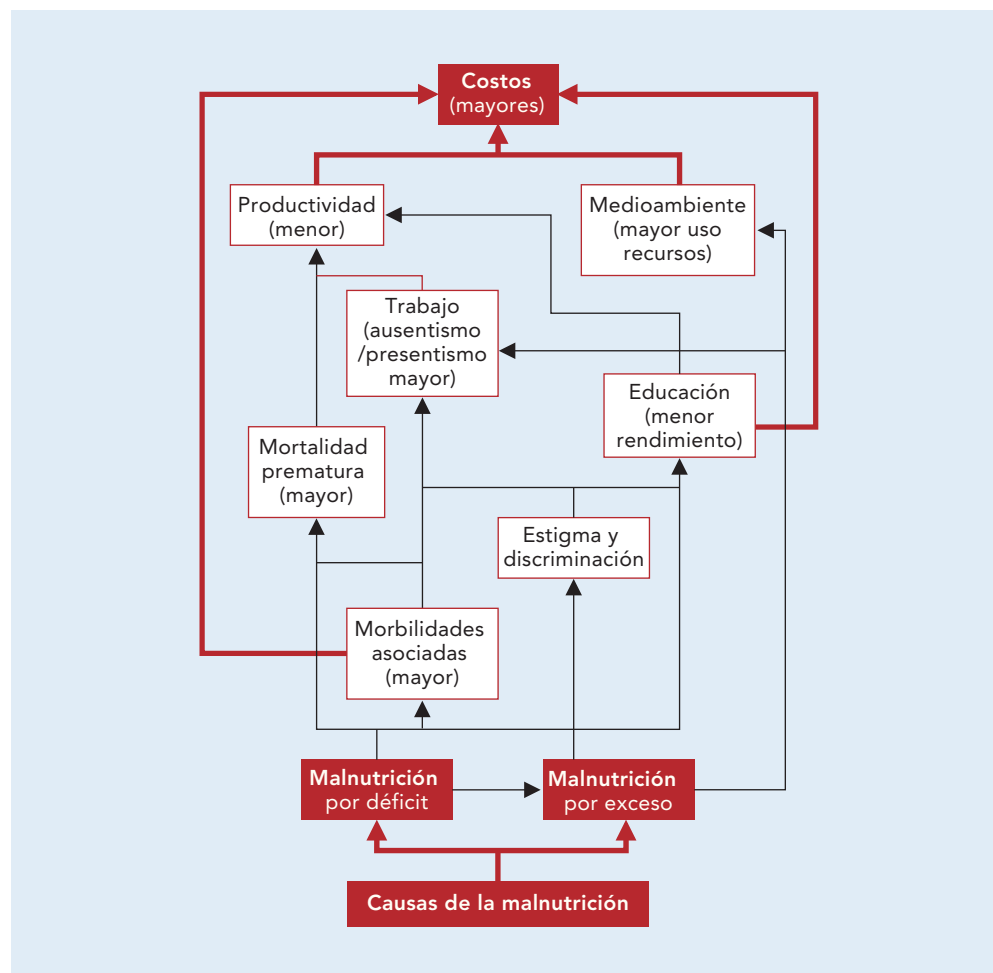 Costos
(mayores)
Productividad
(menor)
Medioambiente
(mayor uso
recursos)
Trabajo
(ausentismo
/presentismo
mayor)
Educación
(menor
rendimiento)
Mortalidad
prematura
(mayor)
Estigma y
discriminación
Morbilidades
asociadas
(mayor)
Malnutrición
por déficit
Malnutrición
por exceso
Causas de la malnutrición